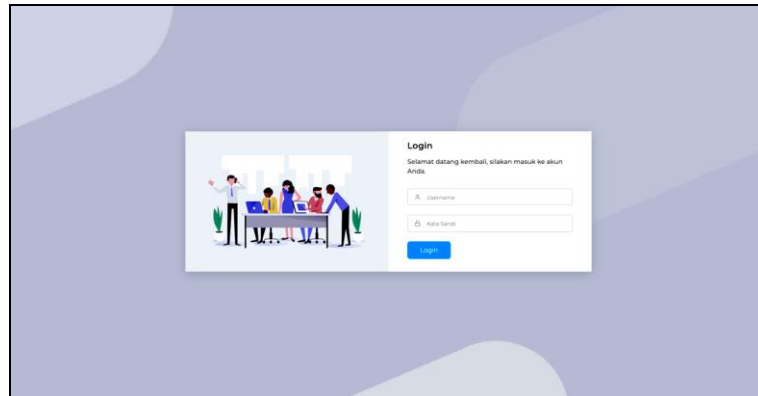 Login
Selamat datang kembali, silakan masuk ke akun
Anda.
Username
Kata Sandi
Login